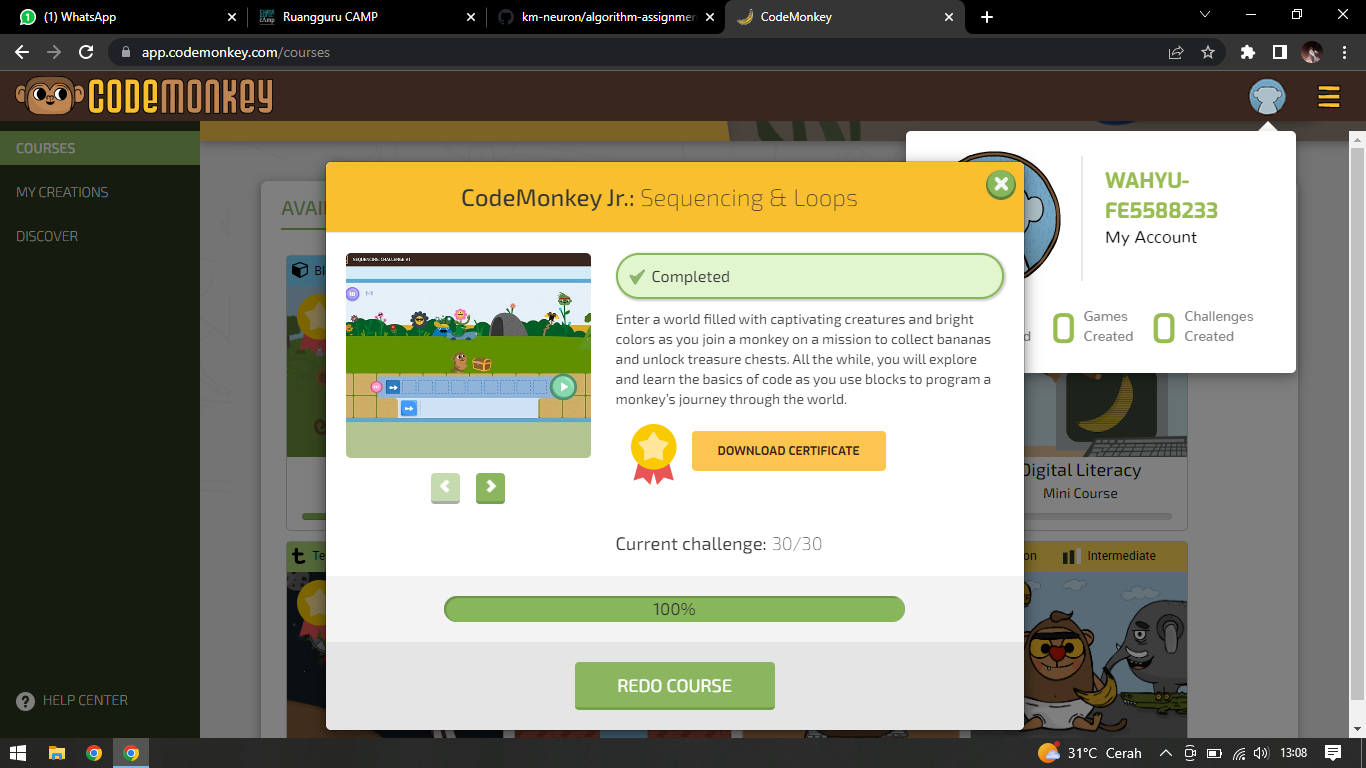 (1) WhatsApp
Ruangguru CAMP
km-neuron/algorithm-assignmen
CodeMonkey
app.codemonkey.com/courses
CODEMONKEY
COURSES
MY CREATIONS
DISCOVER
HELP CENTER
WAHYU-
FE5588233
My Account
Games
Created
0
Challenges
Created
0
CodeMonkey Jr.: Sequencing & Loops
SEQUENCING CHALLENGE #1
Completed
Enter a world filled with captivating creatures and bright
colors as you join a monkey on a mission to collect bananas
and unlock treasure chests. All the while, you will explore
and learn the basics of code as you use blocks to program a
monkey's journey through the world.
DOWNLOAD CERTIFICATE
Current challenge: 30/30
100%
REDO COURSE
Digital Literacy
Mini Course
Intermediate
31°C Cerah
13:08